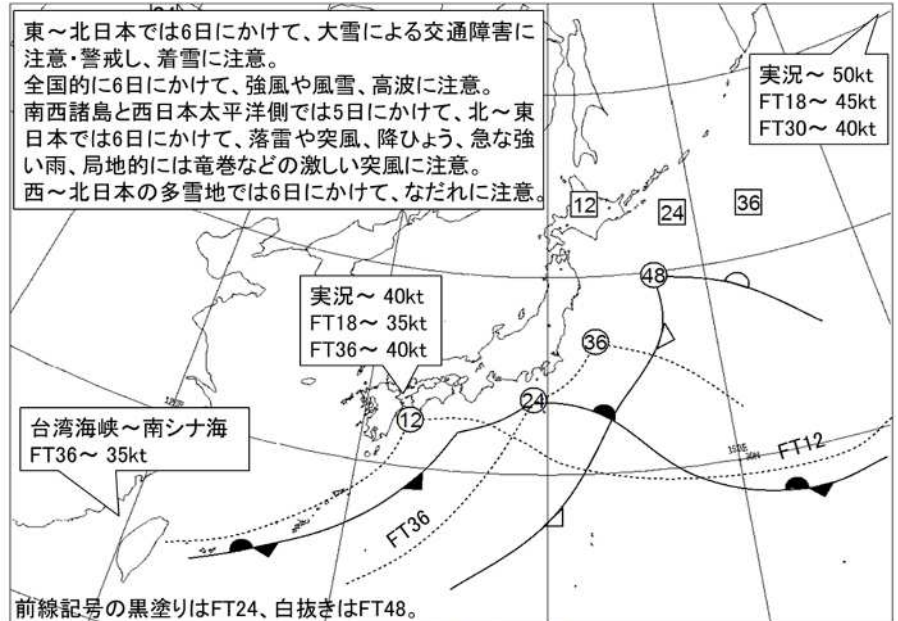 東～北日本では6日にかけて、大雪による交通障害に
注意・警戒し、着雪に注意。
全国的に6日にかけて、強風や風雪、高波に注意。
南西諸島と西日本太平洋側では5日にかけて、北～東
日本では6日にかけて、落雷や突風、降ひょう、急な強
い雨、局地的には竜巻などの激しい突風に注意。
西～北日本の多雪地では6日にかけて、なだれに注意。
実況～ 50kt
FT18～ 45kt
FT30～ 40kt
12
24
36
48
実況～ 40kt
FT18～ 35kt
FT36～ 40kt
36
24
12
台湾海峡～南シナ海
FT36～ 35kt
FT12
FT36
前線記号の黒塗りはFT24、白抜きはFT48。